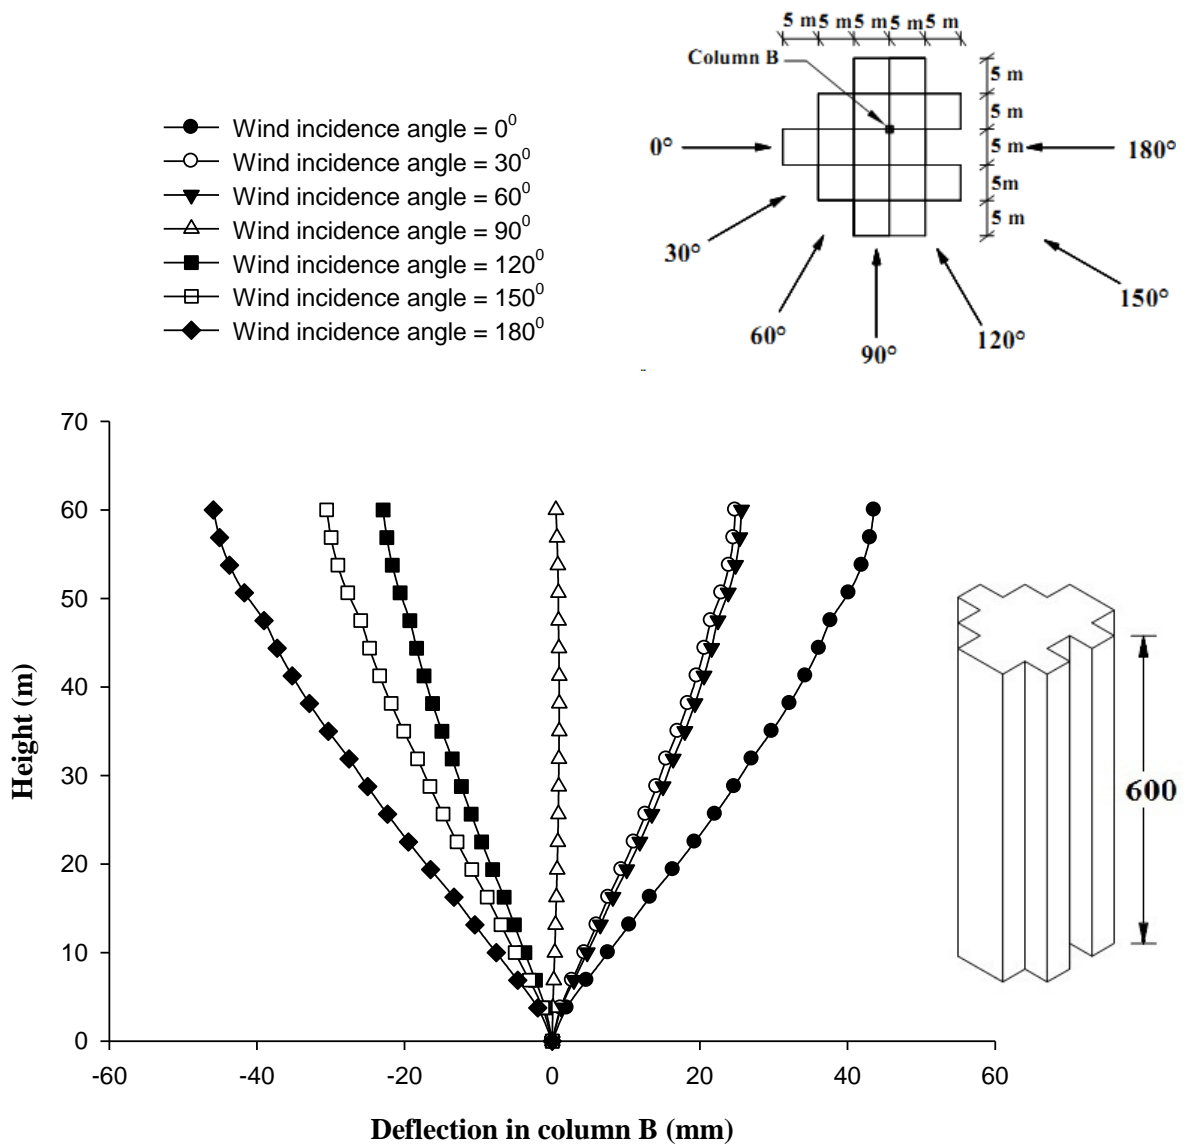 5 m 5 m 5 m 5 m 5 m
Column B
5 m
5 m
5 m
5m
5 m
0°
180°
30°
150°
60°
120°
90°
Wind incidence angle = 0⁰
Wind incidence angle = 30⁰
Wind incidence angle = 60⁰
Wind incidence angle = 90⁰
Wind incidence angle = 120⁰
Wind incidence angle = 150⁰
Wind incidence angle = 180⁰
70
60
50
40
30
20
10
0
Height (m)
-60 -40 -20 0 20 40 60
Deflection in column B (mm)
600